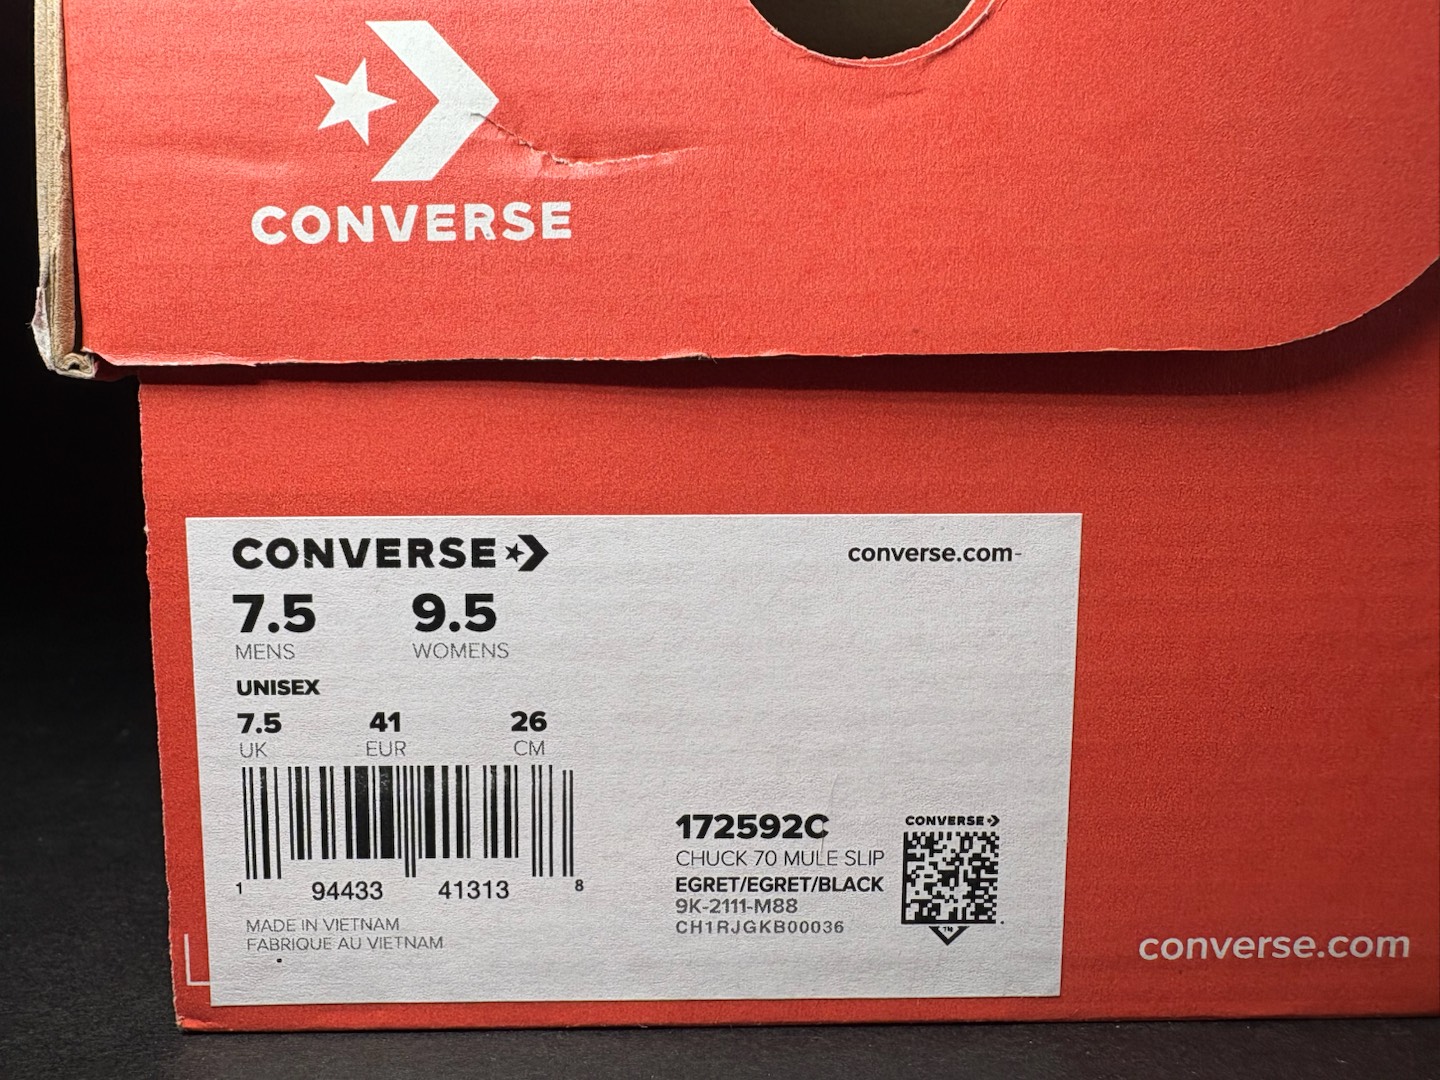 CONVERSE
CONVERSE
converse.com-
7.5 9.5
MENS WOMENS
UNISEX
7.5 41 26
UK EUR CM
1 94433 41313 8
MADE IN VIETNAM
FABRIQUE AU VIETNAM
172592C
CHUCK 70 MULE SLIP
EGRET/EGRET/BLACK
9K-2111-M88
CH1RJGKB00036
CONVERSE
TM
converse.com